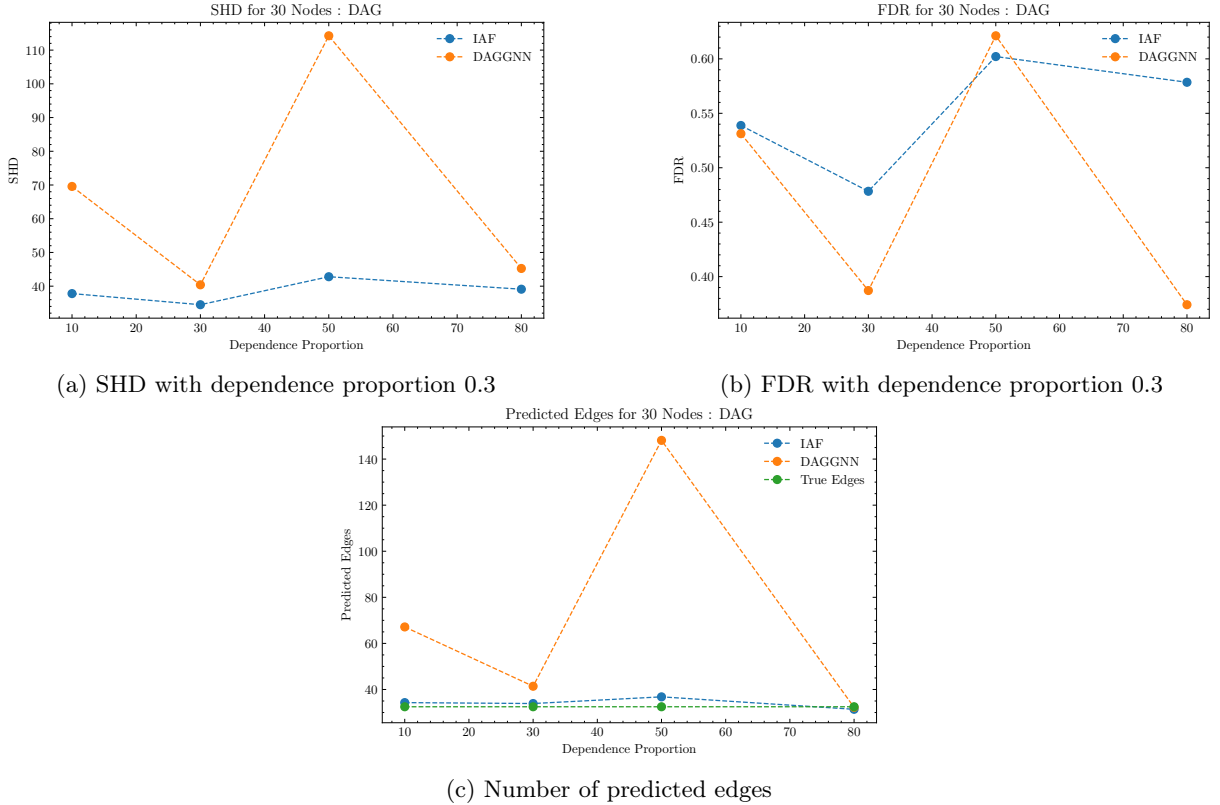 SHD for 30 Nodes : DAG
IAF
DAGGNN
110
100
90
80
70
60
50
40
SHD
10 20 30 40 50 60 70 80
Dependence Proportion
(a) SHD with dependence proportion 0.3
FDR for 30 Nodes : DAG
IAF
DAGGNN
0.60
0.55
0.50
0.45
0.40
FDR
10 20 30 40 50 60 70 80
Dependence Proportion
(b) FDR with dependence proportion 0.3
Predicted Edges for 30 Nodes : DAG
IAF
DAGGNN
True Edges
140
120
100
80
60
40
Predicted Edges
10 20 30 40 50 60 70 80
Dependence Proportion
(c) Number of predicted edges